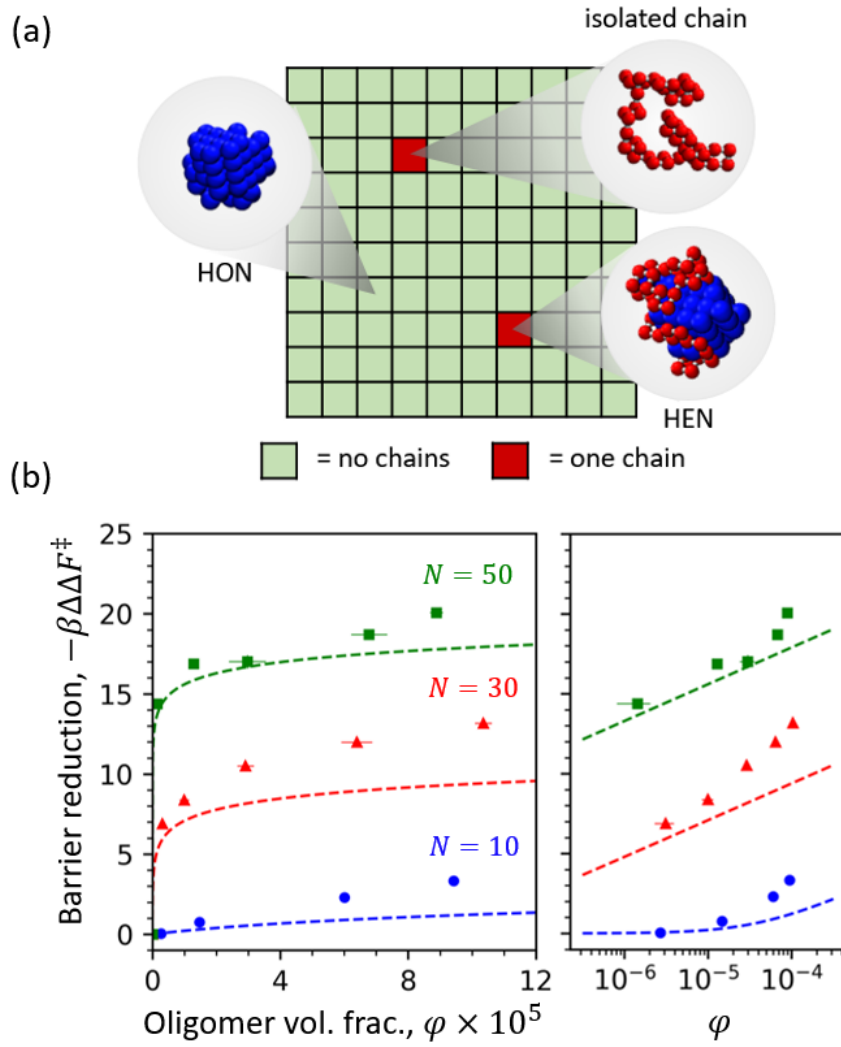 (a)
isolated chain
HON
HEN
= no chains
= one chain
(b)
Barrier reduction, −βΔΔF‡
25
20
15
10
5
0
N = 50
N = 30
N = 10
0 4 8 12
10⁻⁶ 10⁻⁵ 10⁻⁴
Oligomer vol. frac., φ × 10⁵
φ